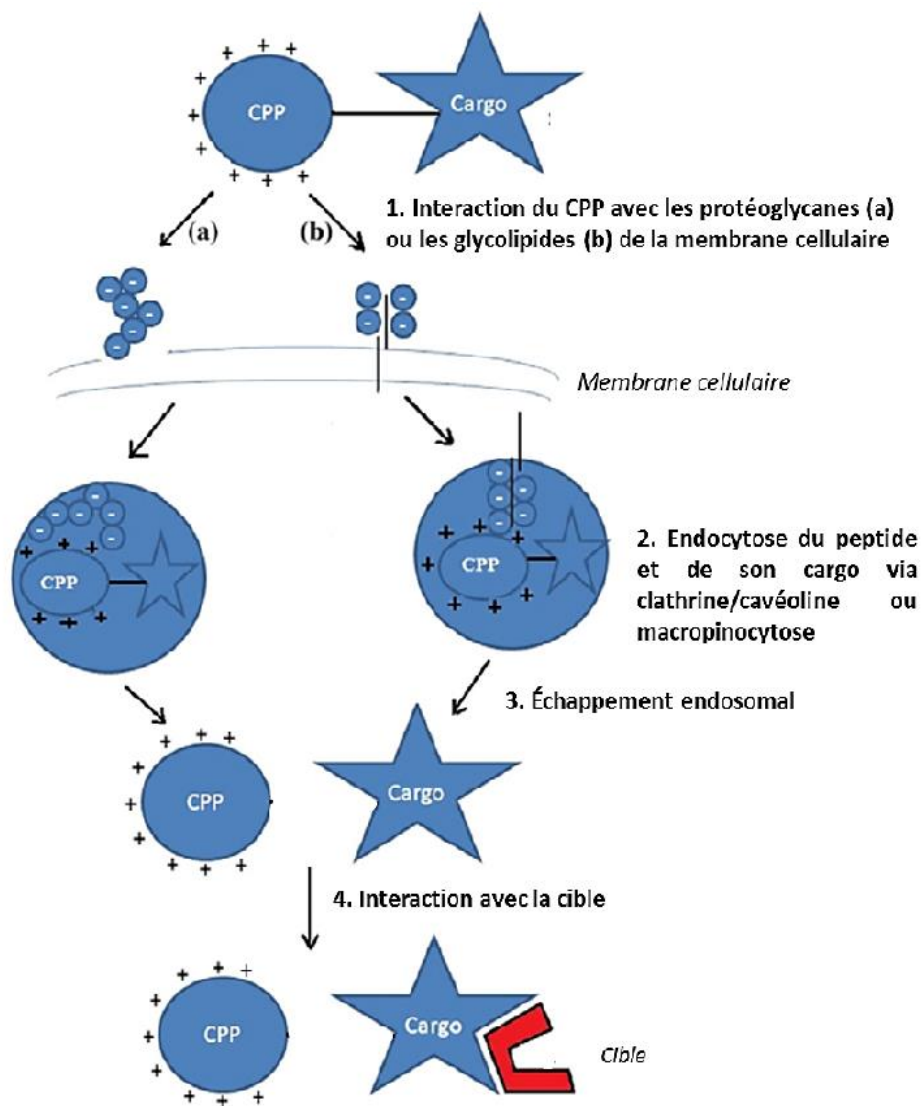 CPP
Cargo
1. Interaction du CPP avec les protéoglycanes (a)
ou les glycolipides (b) de la membrane cellulaire
(a)
(b)
Membrane cellulaire
CPP
CPP
2. Endocytose du peptide
et de son cargo via
clathrine/cavéoline ou
macropinocytose
3. Échappement endosomal
CPP
Cargo
4. Interaction avec la cible
CPP
Cargo
Cible